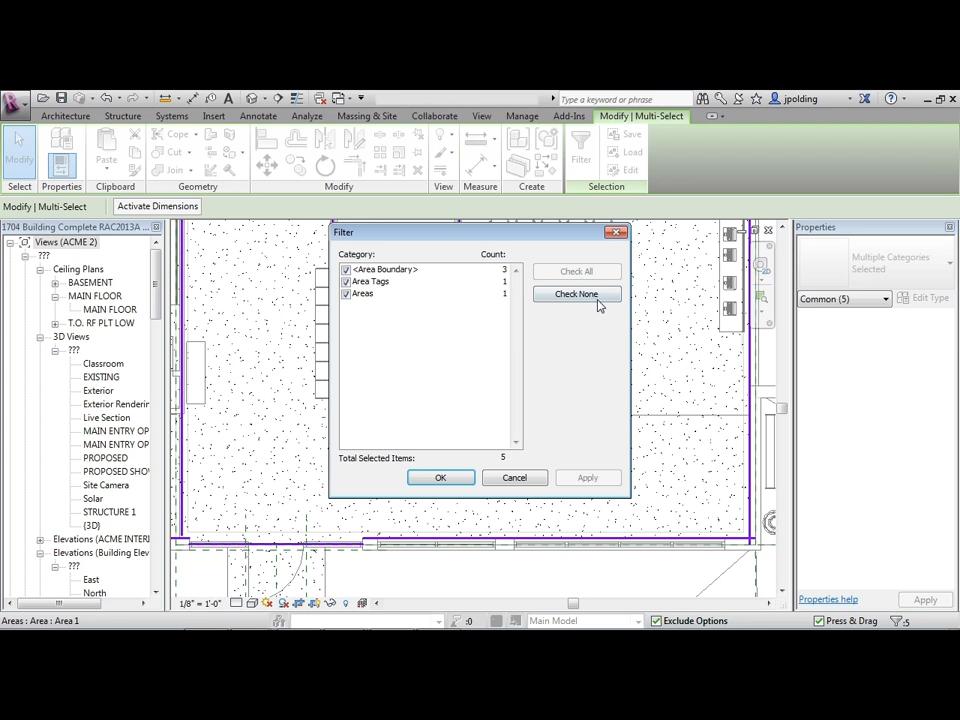 Type a keyword or phrase
jpolding
Architecture Structure Systems Insert Annotate Analyze Massing & Site Collaborate View Manage Add-Ins Modify | Multi-Select
Modify
Paste
Cope
Cut
Join
Filter
Save
Load
Edit
Select Properties Clipboard Geometry Modify View Measure Create Selection
Modify | Multi-Select Activate Dimensions
1704 Building Complete RAC2013A ...
Views (ACME 2)
???
Ceiling Plans
BASEMENT
MAIN FLOOR
MAIN FLOOR
T.O. RF PLT LOW
3D Views
???
Classroom
EXISTING
Exterior
Exterior Rendering
Live Section
MAIN ENTRY OP
MAIN ENTRY OP
PROPOSED
PROPOSED SHO
Site Camera
Solar
STRUCTURE 1
{3D}
Elevations (ACME INTERI
Elevations (Building Elev
???
East
North
Filter
Category: Count:
<Area Boundary> 3
Area Tags 1
Areas 1
Check All
Check None
Total Selected Items: 5
OK Cancel Apply
2D
1/8" = 1'-0"
Properties
Multiple Categories
Selected
Common (5) Edit Type
Properties help Apply
Areas : Area : Area 1 :0 Main Model Exclude Options Press & Drag :5